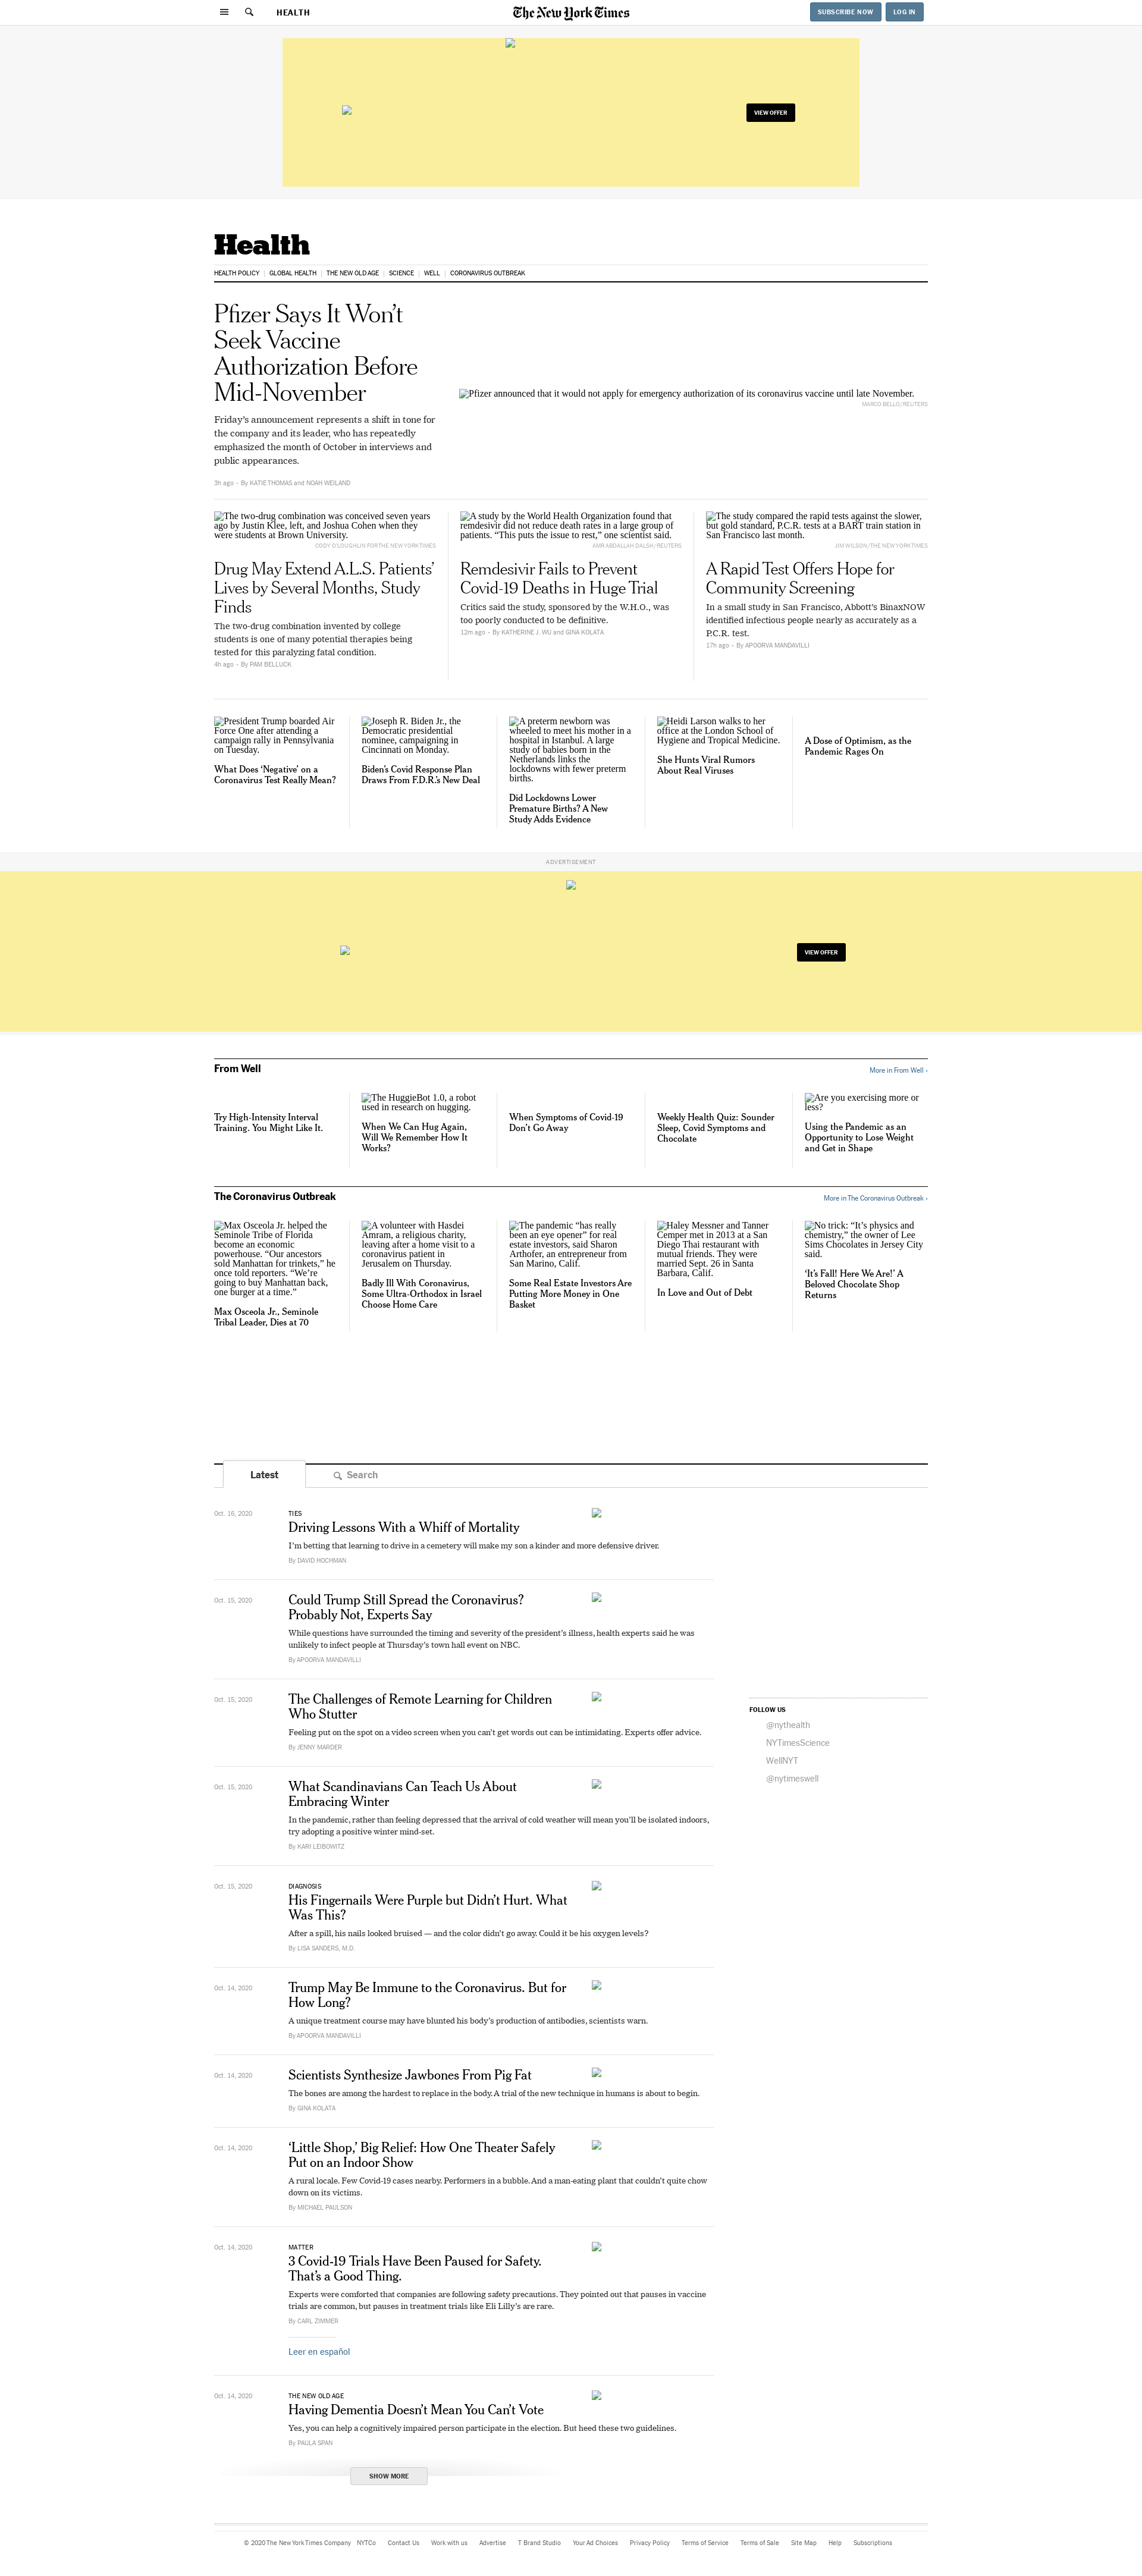 HEALTH
The New York Times
SUBSCRIBE NOW
LOG IN
VIEW OFFER
Health
HEALTH POLICY
GLOBAL HEALTH
THE NEW OLD AGE
SCIENCE
WELL
CORONAVIRUS OUTBREAK
Pfizer Says It Won’t
Seek Vaccine
Authorization Before
Mid-November
Friday’s announcement represents a shift in tone for
the company and its leader, who has repeatedly
emphasized the month of October in interviews and
public appearances.
3h ago - By KATIE THOMAS and NOAH WEILAND
Pfizer announced that it would not apply for emergency authorization of its coronavirus vaccine until late November.
MARCO BELLO/REUTERS
The two-drug combination was conceived seven years
ago by Justin Klee, left, and Joshua Cohen when they
were students at Brown University.
CODY O'LOUGHLIN FOR THE NEW YORK TIMES
Drug May Extend A.L.S. Patients’
Lives by Several Months, Study
Finds
The two-drug combination invented by college
students is one of many potential therapies being
tested for this paralyzing fatal condition.
4h ago - By PAM BELLUCK
A study by the World Health Organization found that
remdesivir did not reduce death rates in a large group of
patients. “This puts the issue to rest,” one scientist said.
AMR ABDALLAH DALSH/REUTERS
Remdesivir Fails to Prevent
Covid-19 Deaths in Huge Trial
Critics said the study, sponsored by the W.H.O., was
too poorly conducted to be definitive.
12m ago - By KATHERINE J. WU and GINA KOLATA
The study compared the rapid tests against the slower,
but gold standard, P.C.R. tests at a BART train station in
San Francisco last month.
JIM WILSON/THE NEW YORK TIMES
A Rapid Test Offers Hope for
Community Screening
In a small study in San Francisco, Abbott’s BinaxNOW
identified infectious people nearly as accurately as a
P.C.R. test.
17h ago - By APOORVA MANDAVILLI
President Trump boarded Air
Force One after attending a
campaign rally in Pennsylvania
on Tuesday.
What Does ‘Negative’ on a
Coronavirus Test Really Mean?
Joseph R. Biden Jr., the
Democratic presidential
nominee, campaigning in
Cincinnati on Monday.
Biden’s Covid Response Plan
Draws From F.D.R.’s New Deal
A preterm newborn was
wheeled to meet his mother in a
hospital in Istanbul. A large
study of babies born in the
Netherlands links the
lockdowns with fewer preterm
births.
Did Lockdowns Lower
Premature Births? A New
Study Adds Evidence
Heidi Larson walks to her
office at the London School of
Hygiene and Tropical Medicine.
She Hunts Viral Rumors
About Real Viruses
A Dose of Optimism, as the
Pandemic Rages On
ADVERTISEMENT
VIEW OFFER
From Well
More in From Well ›
Try High-Intensity Interval
Training. You Might Like It.
The HuggieBot 1.0, a robot
used in research on hugging.
When We Can Hug Again,
Will We Remember How It
Works?
When Symptoms of Covid-19
Don’t Go Away
Weekly Health Quiz: Sounder
Sleep, Covid Symptoms and
Chocolate
Are you exercising more or
less?
Using the Pandemic as an
Opportunity to Lose Weight
and Get in Shape
The Coronavirus Outbreak
More in The Coronavirus Outbreak ›
Max Osceola Jr. helped the
Seminole Tribe of Florida
become an economic
powerhouse. “Our ancestors
sold Manhattan for trinkets,” he
once told reporters. “We’re
going to buy Manhattan back,
one burger at a time.”
Max Osceola Jr., Seminole
Tribal Leader, Dies at 70
A volunteer with Hasdei
Amram, a religious charity,
leaving after a home visit to a
coronavirus patient in
Jerusalem on Thursday.
Badly Ill With Coronavirus,
Some Ultra-Orthodox in Israel
Choose Home Care
The pandemic “has really
been an eye opener” for real
estate investors, said Sharon
Arthofer, an entrepreneur from
San Marino, Calif.
Some Real Estate Investors Are
Putting More Money in One
Basket
Haley Messner and Tanner
Cemper met in 2013 at a San
Diego Thai restaurant with
mutual friends. They were
married Sept. 26 in Santa
Barbara, Calif.
In Love and Out of Debt
No trick: “It’s physics and
chemistry,” the owner of Lee
Sims Chocolates in Jersey City
said.
‘It’s Fall! Here We Are!’ A
Beloved Chocolate Shop
Returns
Latest
Search
Oct. 16, 2020
TIES
Driving Lessons With a Whiff of Mortality
I’m betting that learning to drive in a cemetery will make my son a kinder and more defensive driver.
By DAVID HOCHMAN
Oct. 15, 2020
Could Trump Still Spread the Coronavirus?
Probably Not, Experts Say
While questions have surrounded the timing and severity of the president’s illness, health experts said he was
unlikely to infect people at Thursday’s town hall event on NBC.
By APOORVA MANDAVILLI
Oct. 15, 2020
The Challenges of Remote Learning for Children
Who Stutter
Feeling put on the spot on a video screen when you can’t get words out can be intimidating. Experts offer advice.
By JENNY MARDER
Oct. 15, 2020
What Scandinavians Can Teach Us About
Embracing Winter
In the pandemic, rather than feeling depressed that the arrival of cold weather will mean you’ll be isolated indoors,
try adopting a positive winter mind-set.
By KARI LEIBOWITZ
Oct. 15, 2020
DIAGNOSIS
His Fingernails Were Purple but Didn’t Hurt. What
Was This?
After a spill, his nails looked bruised — and the color didn’t go away. Could it be his oxygen levels?
By LISA SANDERS, M.D.
Oct. 14, 2020
Trump May Be Immune to the Coronavirus. But for
How Long?
A unique treatment course may have blunted his body’s production of antibodies, scientists warn.
By APOORVA MANDAVILLI
Oct. 14, 2020
Scientists Synthesize Jawbones From Pig Fat
The bones are among the hardest to replace in the body. A trial of the new technique in humans is about to begin.
By GINA KOLATA
Oct. 14, 2020
‘Little Shop,’ Big Relief: How One Theater Safely
Put on an Indoor Show
A rural locale. Few Covid-19 cases nearby. Performers in a bubble. And a man-eating plant that couldn’t quite chow
down on its victims.
By MICHAEL PAULSON
Oct. 14, 2020
MATTER
3 Covid-19 Trials Have Been Paused for Safety.
That’s a Good Thing.
Experts were comforted that companies are following safety precautions. They pointed out that pauses in vaccine
trials are common, but pauses in treatment trials like Eli Lilly’s are rare.
By CARL ZIMMER
Leer en español
Oct. 14, 2020
THE NEW OLD AGE
Having Dementia Doesn’t Mean You Can’t Vote
Yes, you can help a cognitively impaired person participate in the election. But heed these two guidelines.
By PAULA SPAN
SHOW MORE
FOLLOW US
@nythealth
NYTimesScience
WellNYT
@nytimeswell
© 2020 The New York Times Company NYTCo Contact Us Work with us Advertise T Brand Studio Your Ad Choices Privacy Policy Terms of Service Terms of Sale Site Map Help Subscriptions